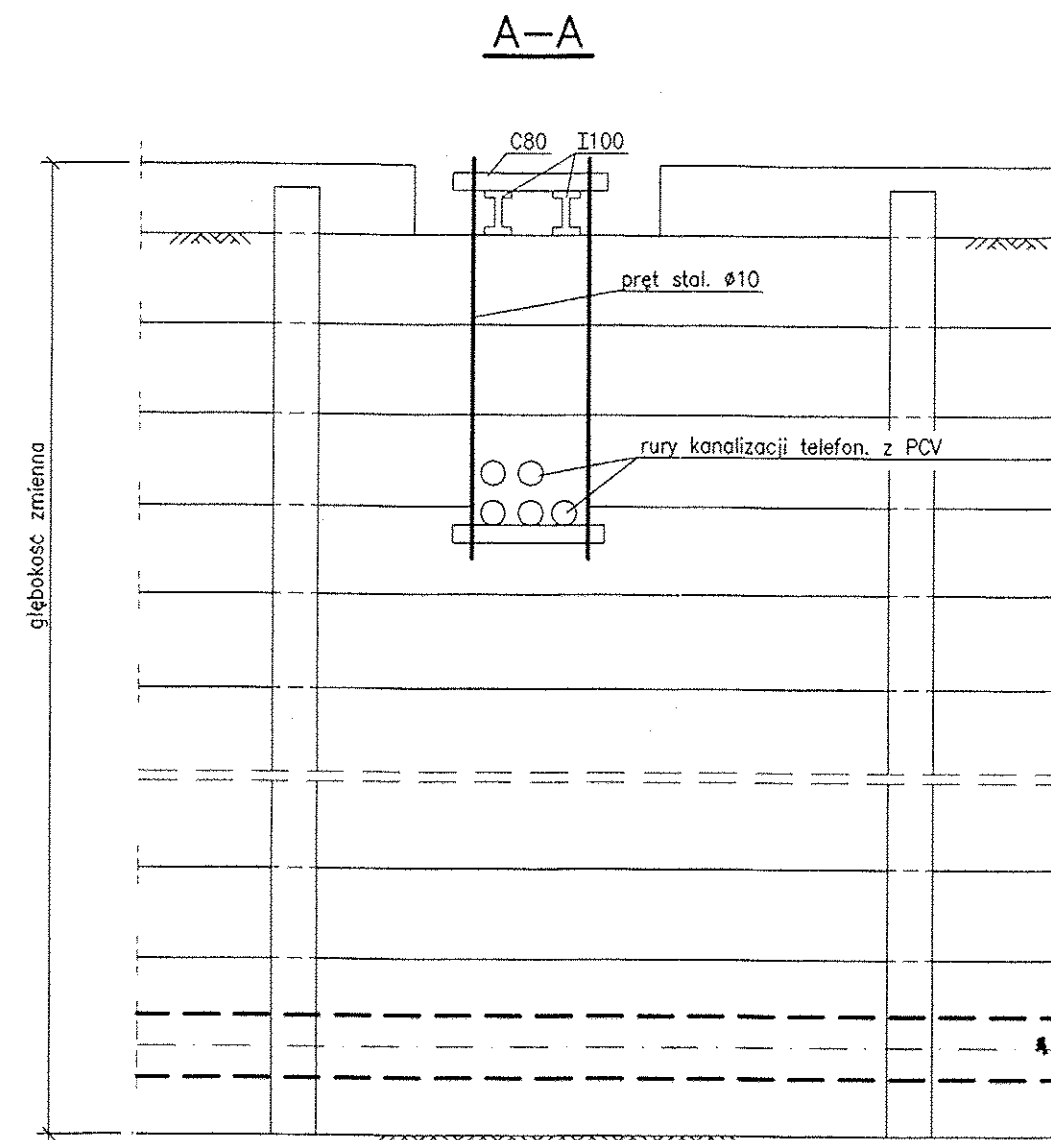 A-A
C80
I100
pręt stal. ø10
rury kanalizacji telefon. z PCV
głębokość zmienna